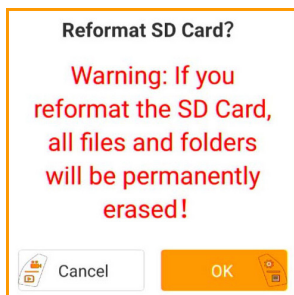 Reformat SD Card?
Warning: If you
reformat the SD Card,
all files and folders
will be permanently
erased!
Cancel
OK